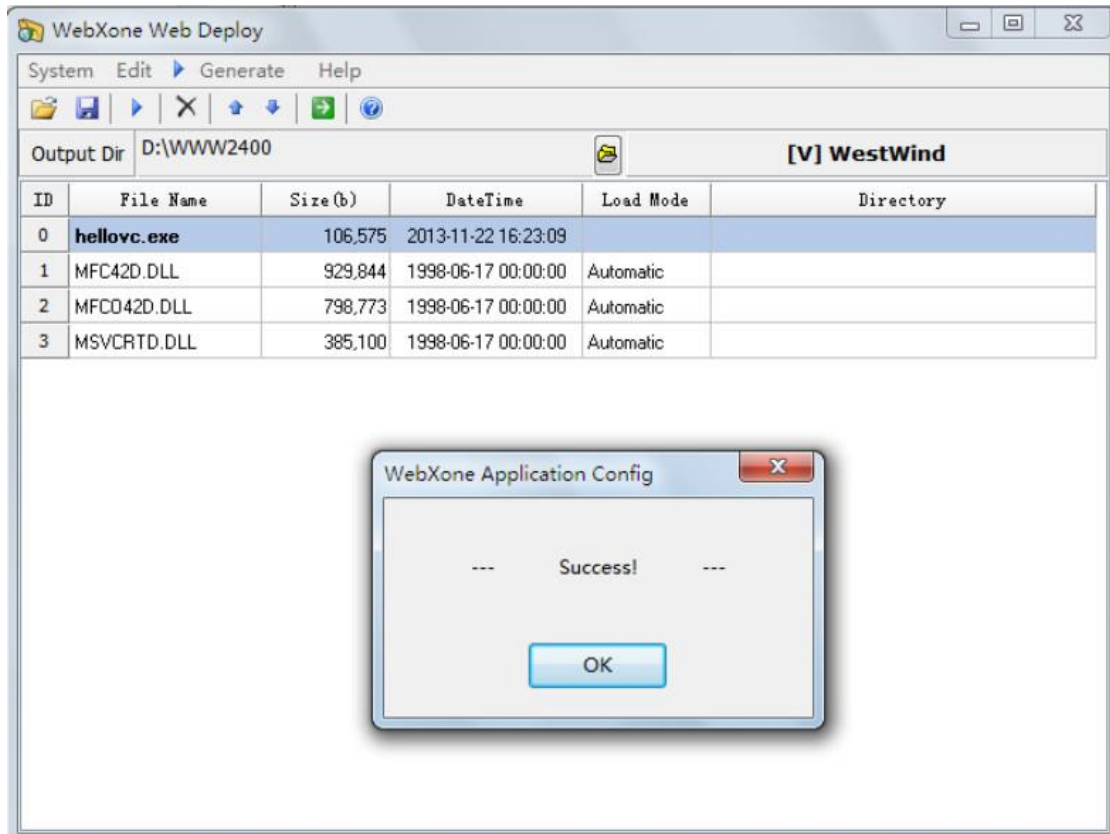 WebXone Web Deploy
System Edit Generate Help
Output Dir D:\WWW2400 [V] WestWind
ID File Name Size(b) DateTime Load Mode Directory
0 hellovc.exe 106,575 2013-11-22 16:23:09
1 MFC42D.DLL 929,844 1998-06-17 00:00:00 Automatic
2 MFCO42D.DLL 798,773 1998-06-17 00:00:00 Automatic
3 MSVCRTD.DLL 385,100 1998-06-17 00:00:00 Automatic
WebXone Application Config
--- Success! ---
OK